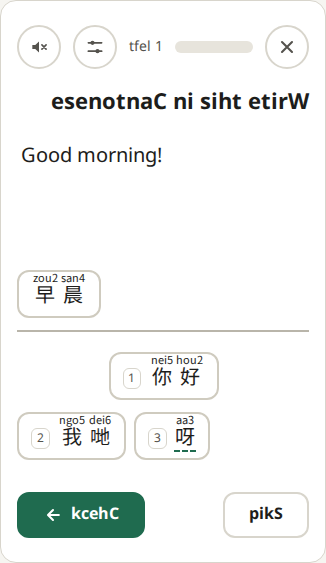 tfel 1
esenotnaC ni siht etirW
Good morning!
zou2 san4
早 晨
nei5 hou2
1 你 好
ngo5 dei6 aa3
2 我 哋 3 呀
kcehC pikS